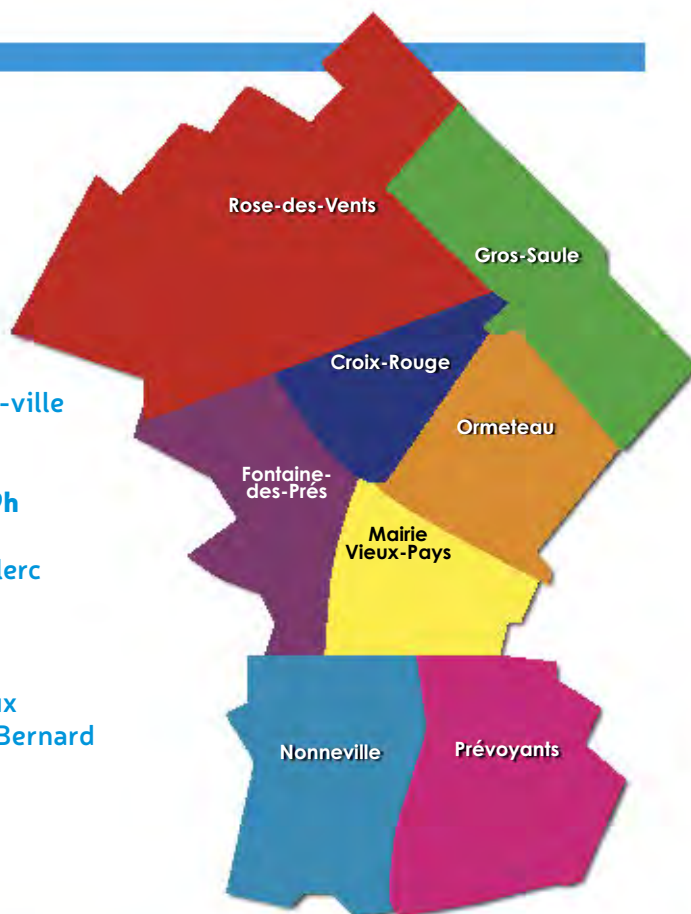 Rose-des-Vents
Gros-Saule
Croix-Rouge
-ville
Ormeteau
Fontaine-
des-Prés
h
Mairie
Vieux-Pays
lerc
ux
Bernard
Nonneville
Prévoyants